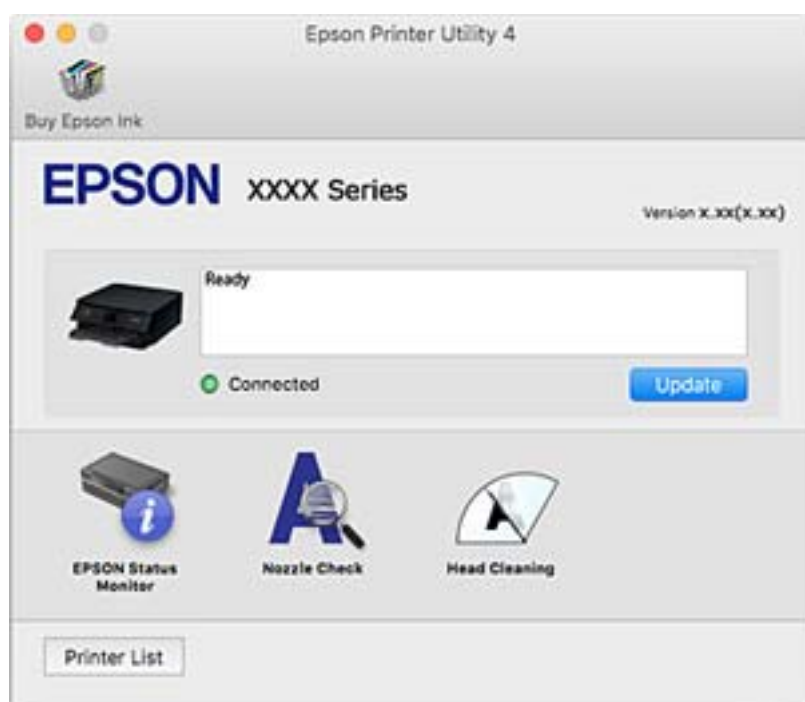 Epson Printer Utility 4
Buy Epson Ink
EPSON XXXX Series
Version x.xx(x.xx)
Ready
Connected
Update
EPSON Status
Monitor
Nozzle Check
Head Cleaning
Printer List